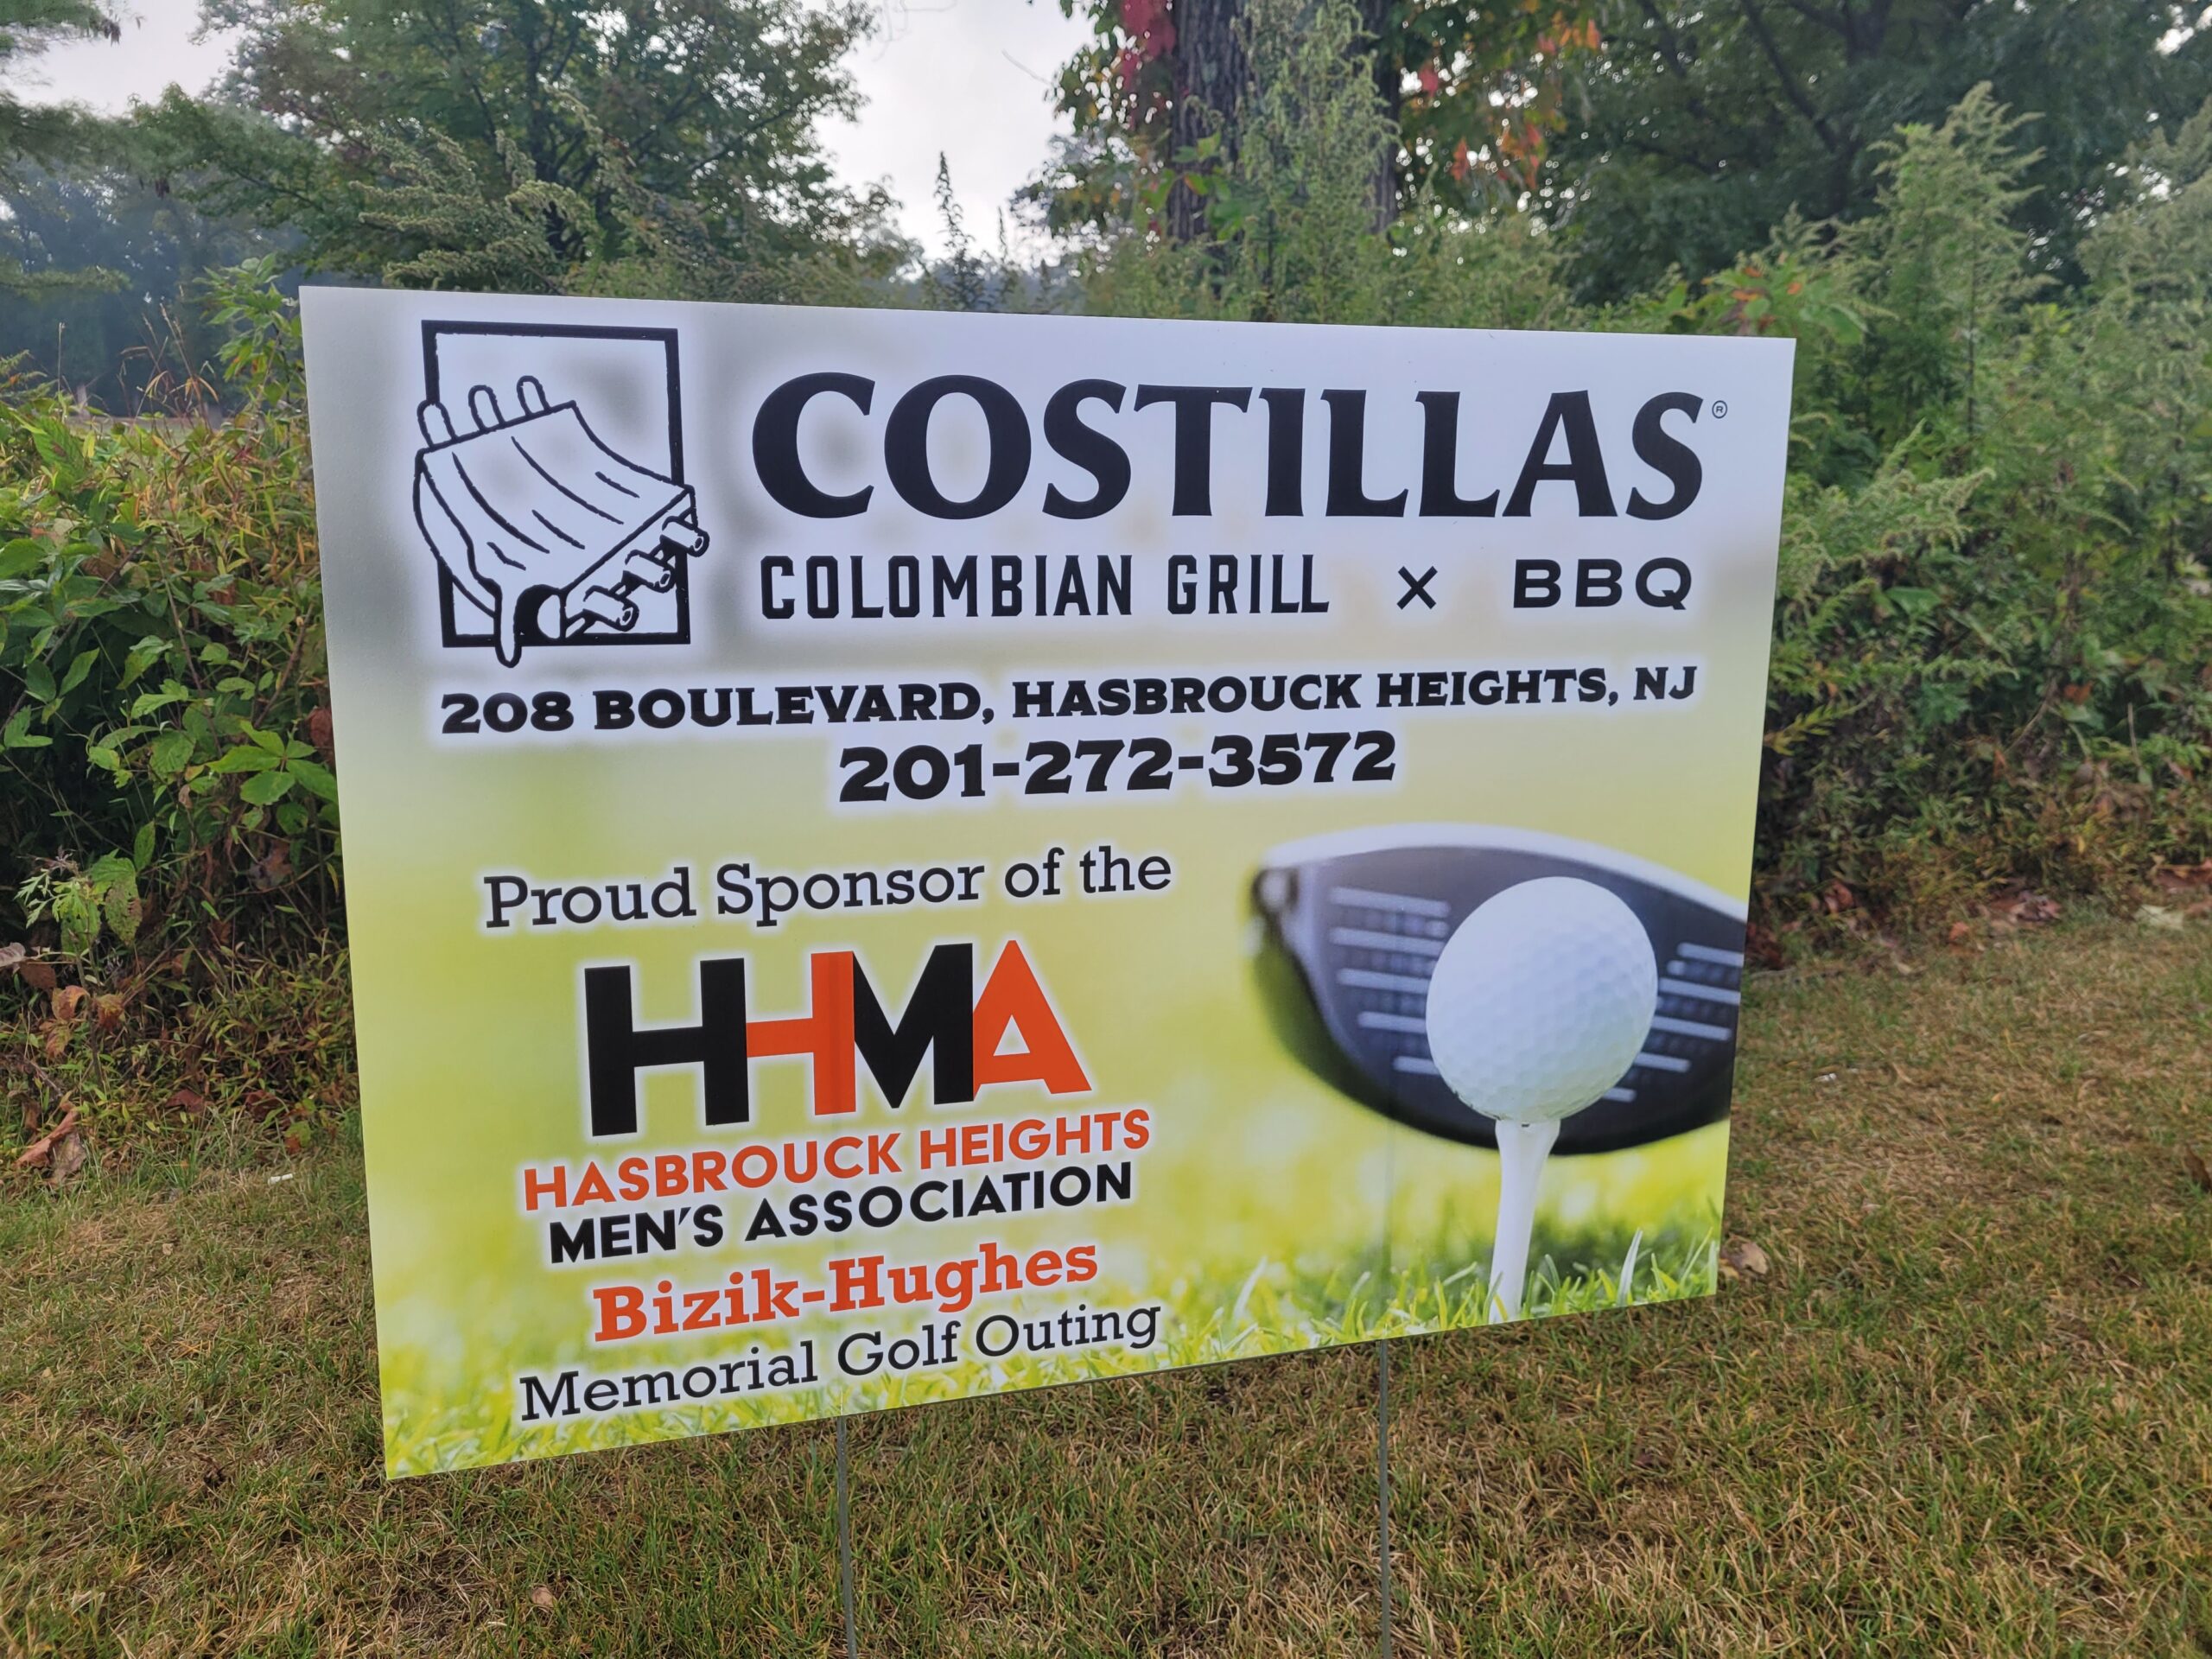 COSTILLAS®
COLOMBIAN GRILL × BBQ
208 BOULEVARD, HASBROUCK HEIGHTS, NJ
201-272-3572
Proud Sponsor of the
HHMA
HASBROUCK HEIGHTS
MEN'S ASSOCIATION
Bizik-Hughes
Memorial Golf Outing